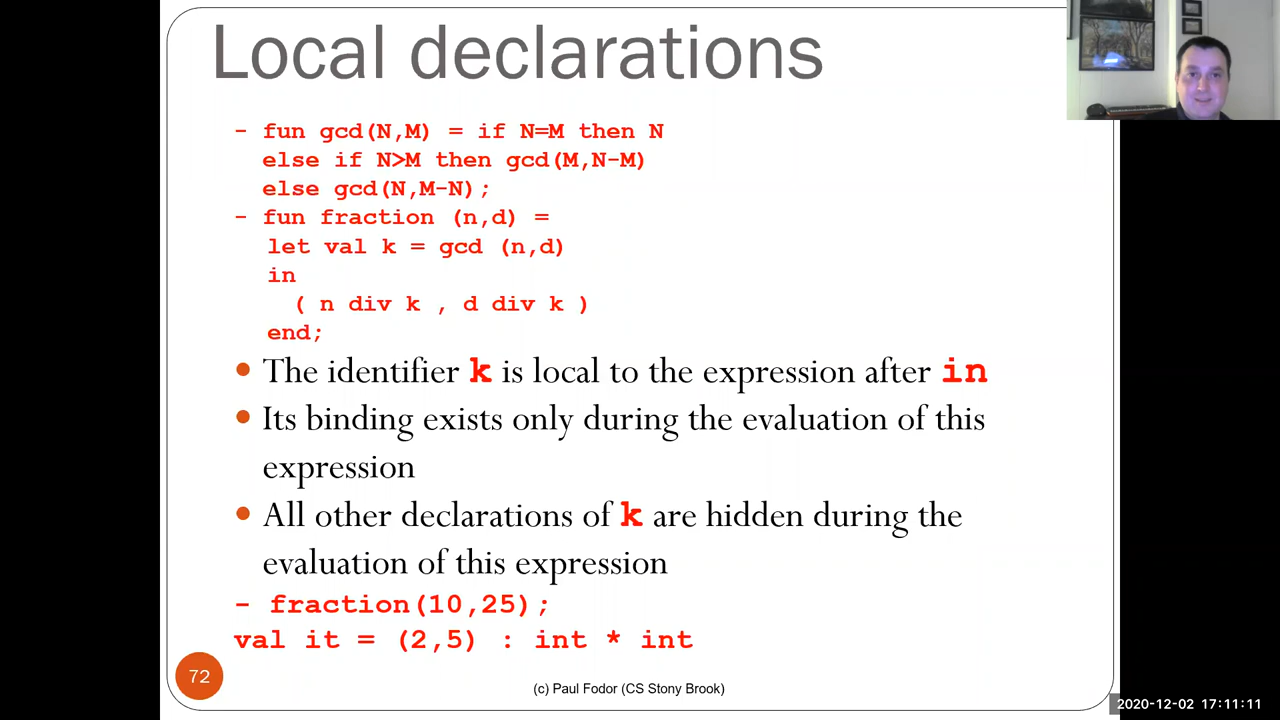 Local declarations
- fun gcd(N,M) = if N=M then N
else if N>M then gcd(M,N-M)
else gcd(N,M-N);
- fun fraction (n,d) =
let val k = gcd (n,d)
in
( n div k , d div k )
end;
• The identifier k is local to the expression after in
• Its binding exists only during the evaluation of this
expression
• All other declarations of k are hidden during the
evaluation of this expression
- fraction(10,25);
val it = (2,5) : int * int
72
(c) Paul Fodor (CS Stony Brook)
2020-12-02 17:11:11